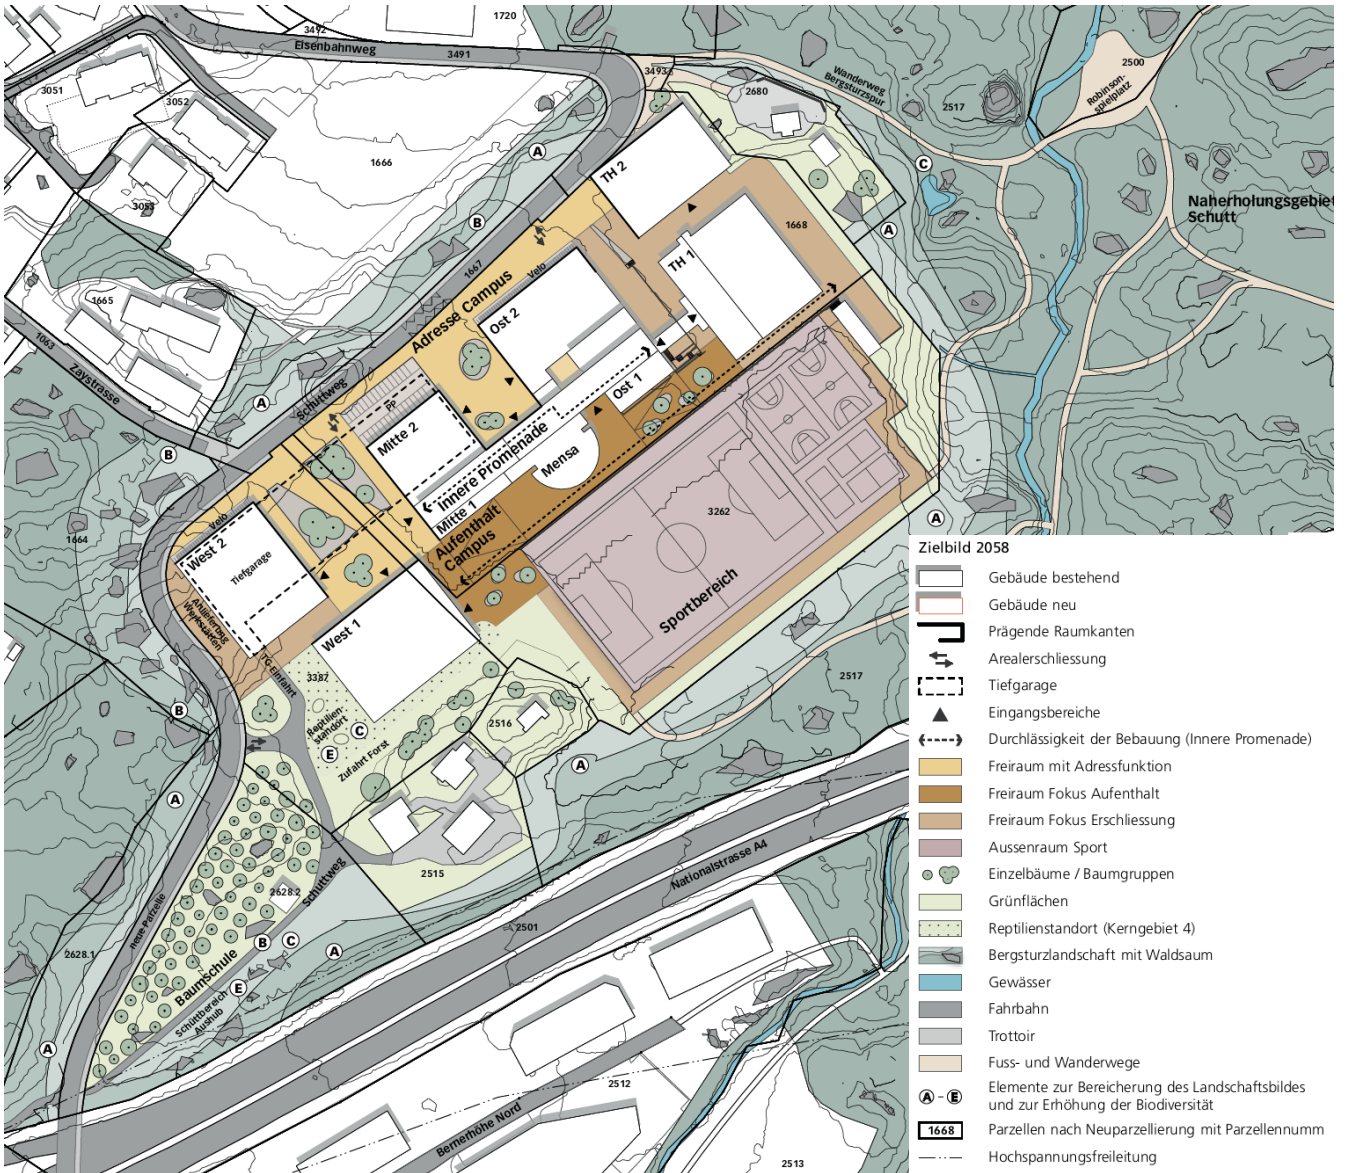 1720
3492
Eisenbahnweg
3491
3493
2680
Wanderweg
Bergsturzspur
2500
Robinson-
spielplatz
2517
3051
3052
1666
3053
A
B
C
TH 2
1668
A
Naherholungsgebiet
Schutt
1667
Velo
TH 1
Adresse Campus
1665
1063
Zaystrasse
Ost 2
Schuttweg
PP
Ost 1
A
Mitte 2
Innere Promenade
Mensa
B
Mitte 1
Aufenthalt
Campus
3262
A
Velo
West 2
Tiefgarage
1664
Sportbereich
Anlieferung
Werkstätten
West 1
TG-Einfahrt
3387
2517
Reptilien-
standort
C
E
Zufahrt Forst
2516
B
A
A
2515
Nationalstrasse A4
2628.2
Schuttweg
neue Parzelle
2501
B
C
A
2628.1
Baumschule
E
Schüttbereich
Aushub
A
2512
Bernerhöhe Nord
2513
Zielbild 2058
Gebäude bestehend
Gebäude neu
Prägende Raumkanten
Arealerschliessung
Tiefgarage
Eingangsbereiche
Durchlässigkeit der Bebauung (Innere Promenade)
Freiraum mit Adressfunktion
Freiraum Fokus Aufenthalt
Freiraum Fokus Erschliessung
Aussenraum Sport
Einzelbäume / Baumgruppen
Grünflächen
Reptilienstandort (Kerngebiet 4)
Bergsturzlandschaft mit Waldsaum
Gewässer
Fahrbahn
Trottoir
Fuss- und Wanderwege
A - E Elemente zur Bereicherung des Landschaftsbildes
und zur Erhöhung der Biodiversität
1668 Parzellen nach Neuparzellierung mit Parzellennumm
Hochspannungsfreileitung